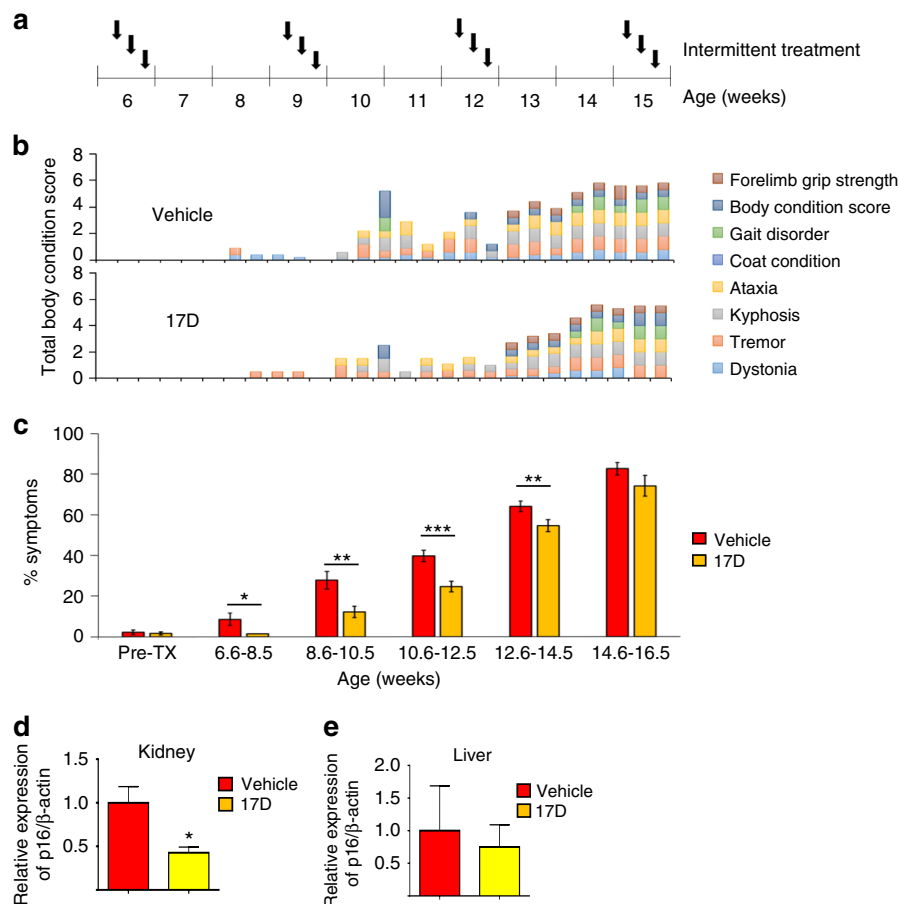 a
Intermittent treatment
6 7 8 9 10 11 12 13 14 15
Age (weeks)
b
Total body condition score
8
6
4
2
0
Vehicle
8
6
4
2
0
17D
Forelimb grip strength
Body condition score
Gait disorder
Coat condition
Ataxia
Kyphosis
Tremor
Dystonia
c
% symptoms
100
80
60
40
20
0
*
**
***
**
Vehicle
17D
Pre-TX 6.6-8.5 8.6-10.5 10.6-12.5 12.6-14.5 14.6-16.5
Age (weeks)
d
Kidney
Relative expression
of p16/β-actin
1.5
1.0
0.5
*
Vehicle
17D
e
Liver
Relative expression
of p16/β-actin
2.0
1.0
0.5
Vehicle
17D